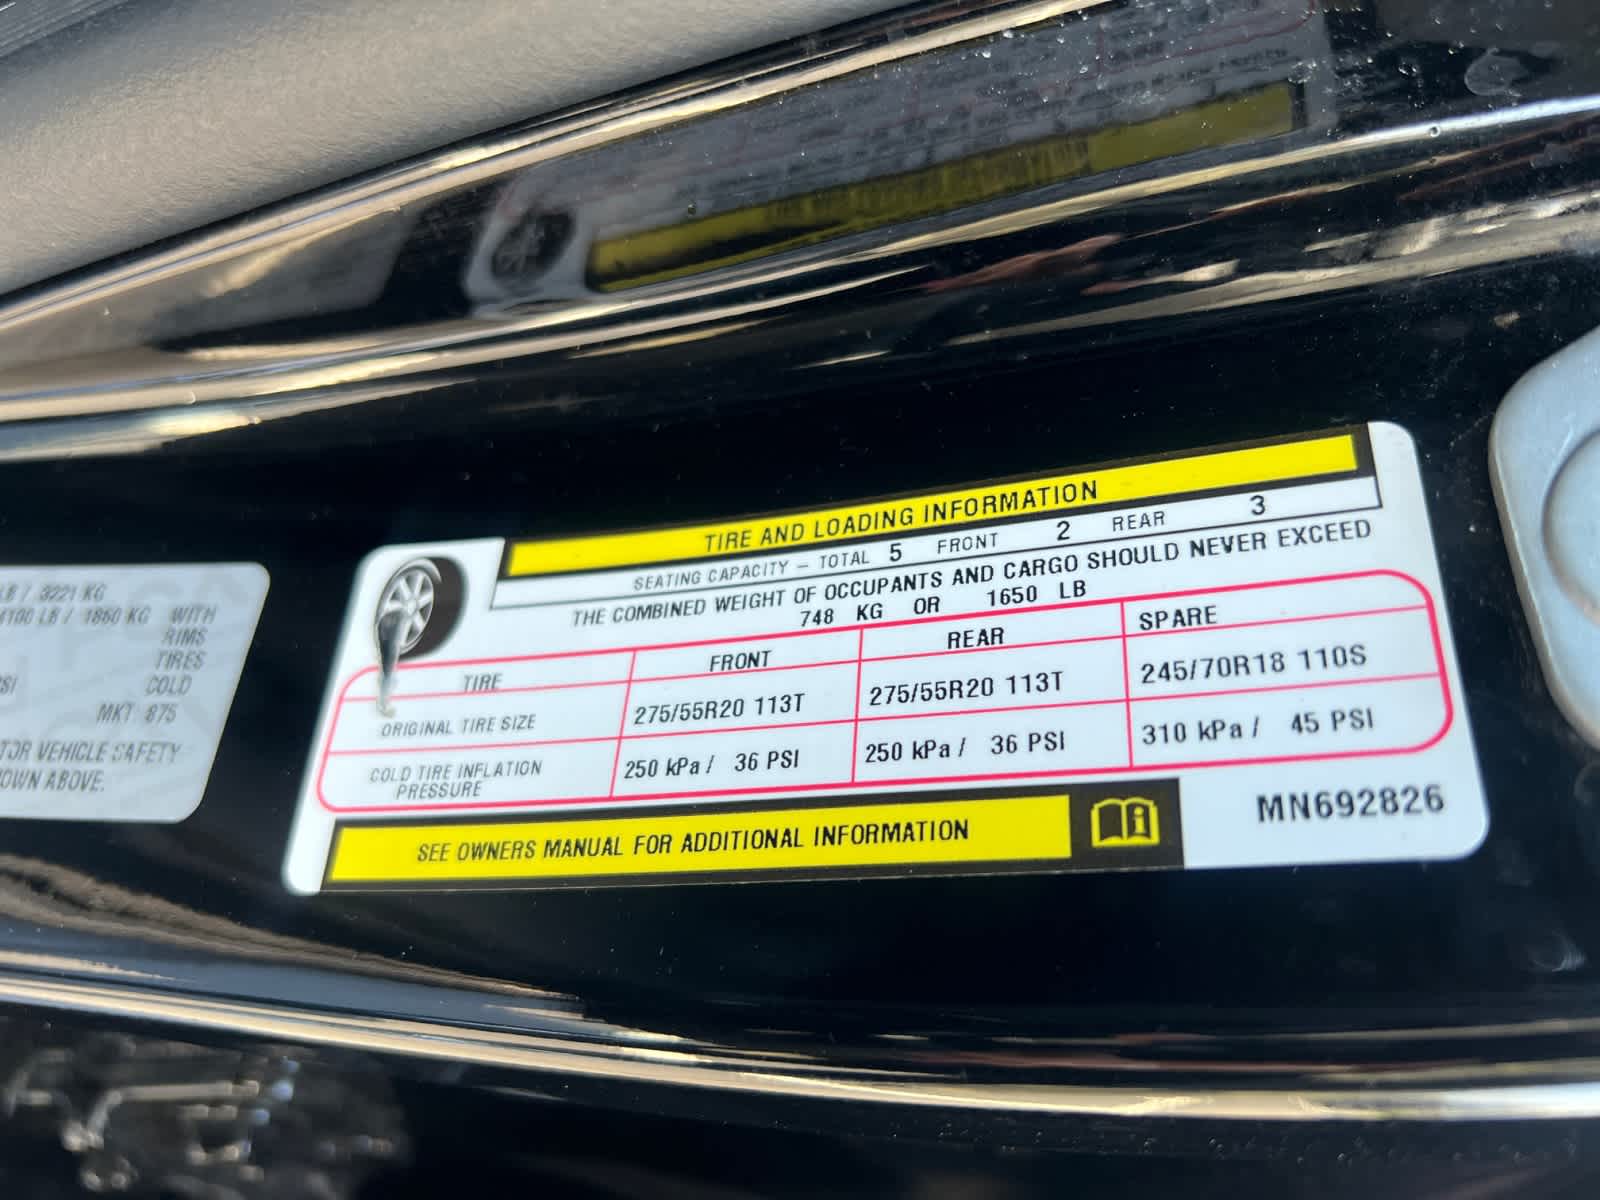 LB / 3221 KG
4100 LB / 1860 KG WITH
RIMS
TIRES
SI COLD
MKT: 875
TOR VEHICLE SAFETY
OWN ABOVE.
TIRE AND LOADING INFORMATION
SEATING CAPACITY – TOTAL 5 FRONT 2 REAR 3
THE COMBINED WEIGHT OF OCCUPANTS AND CARGO SHOULD NEVER EXCEED
748 KG OR 1650 LB
TIRE FRONT REAR SPARE
ORIGINAL TIRE SIZE 275/55R20 113T 275/55R20 113T 245/70R18 110S
COLD TIRE INFLATION
PRESSURE 250 kPa / 36 PSI 250 kPa / 36 PSI 310 kPa / 45 PSI
SEE OWNERS MANUAL FOR ADDITIONAL INFORMATION
MN692826